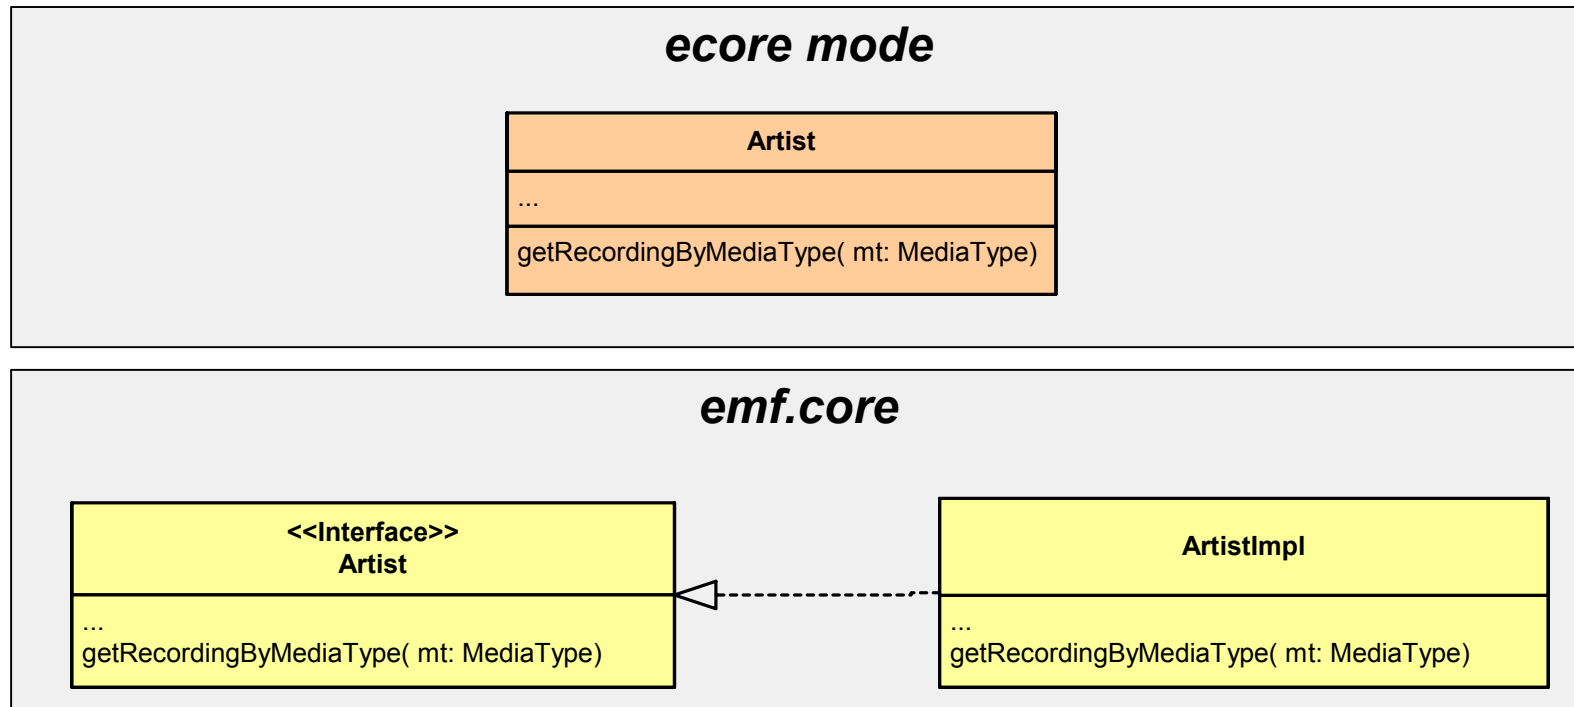 ecore mode
Artist
...
getRecordingByMediaType( mt: MediaType)
emf.core
<<Interface>>
Artist
...
getRecordingByMediaType( mt: MediaType)
ArtistImpl
...
getRecordingByMediaType( mt: MediaType)